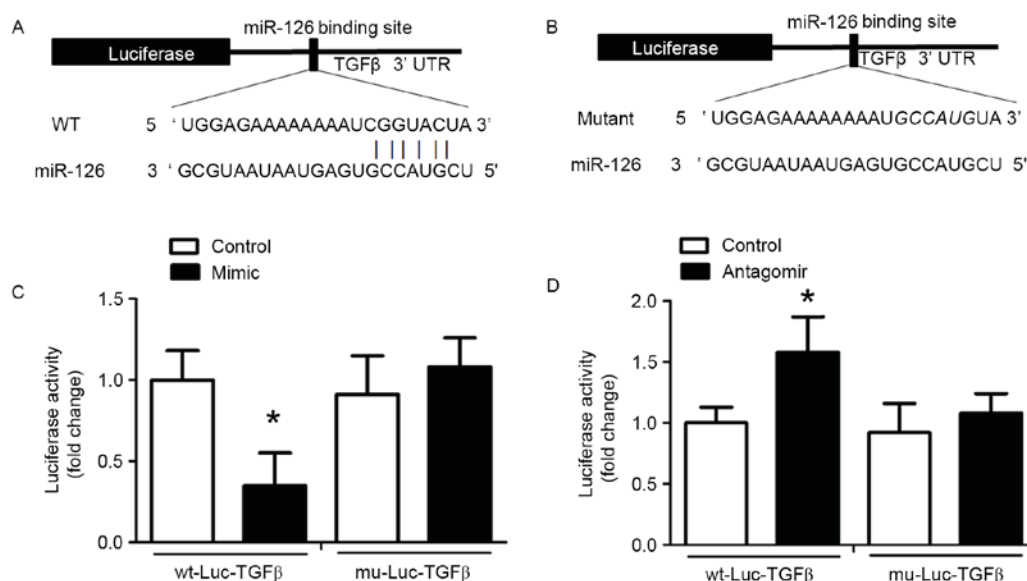 A
miR-126 binding site
Luciferase
TGFβ 3' UTR
WT 5 ' UGGAGAAAAAAAAUCGGUACUA 3'
miR-126 3 ' GCGUAAUAAUGAGUGCCAUGCU 5'
B
miR-126 binding site
Luciferase
TGFβ 3' UTR
Mutant 5 ' UGGAGAAAAAAAAUGCCAUGUA 3'
miR-126 3 ' GCGUAAUAAUGAGUGCCAUGCU 5'
C
Control
Mimic
Luciferase activity
(fold change)
1.5
1.0
0.5
0.0
*
wt-Luc-TGFβ mu-Luc-TGFβ
D
Control
Antagomir
Luciferase activity
(fold change)
2.0
1.5
1.0
0.5
0.0
*
wt-Luc-TGFβ mu-Luc-TGFβ